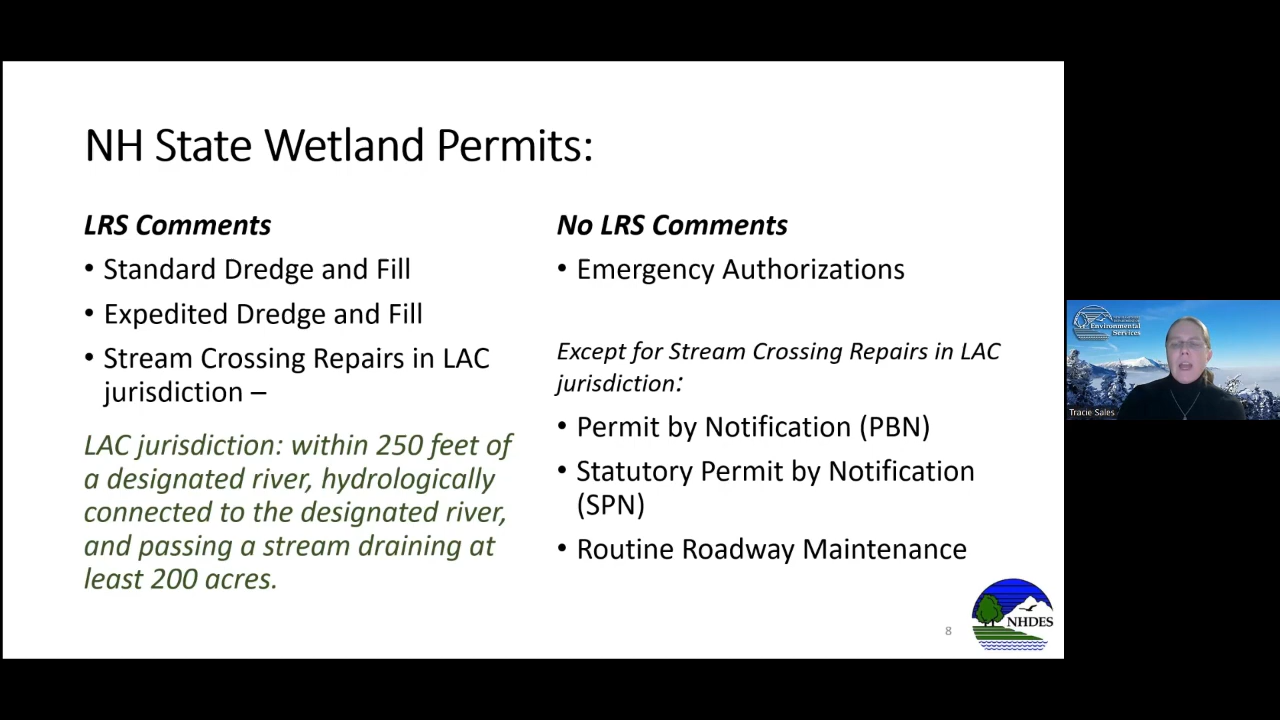 NH State Wetland Permits:
LRS Comments
• Standard Dredge and Fill
• Expedited Dredge and Fill
• Stream Crossing Repairs in LAC
jurisdiction –
LAC jurisdiction: within 250 feet of
a designated river, hydrologically
connected to the designated river,
and passing a stream draining at
least 200 acres.
No LRS Comments
• Emergency Authorizations
Except for Stream Crossing Repairs in LAC
jurisdiction:
• Permit by Notification (PBN)
• Statutory Permit by Notification
(SPN)
• Routine Roadway Maintenance
8
NHDES
Environmental
Services
Tracie Sales